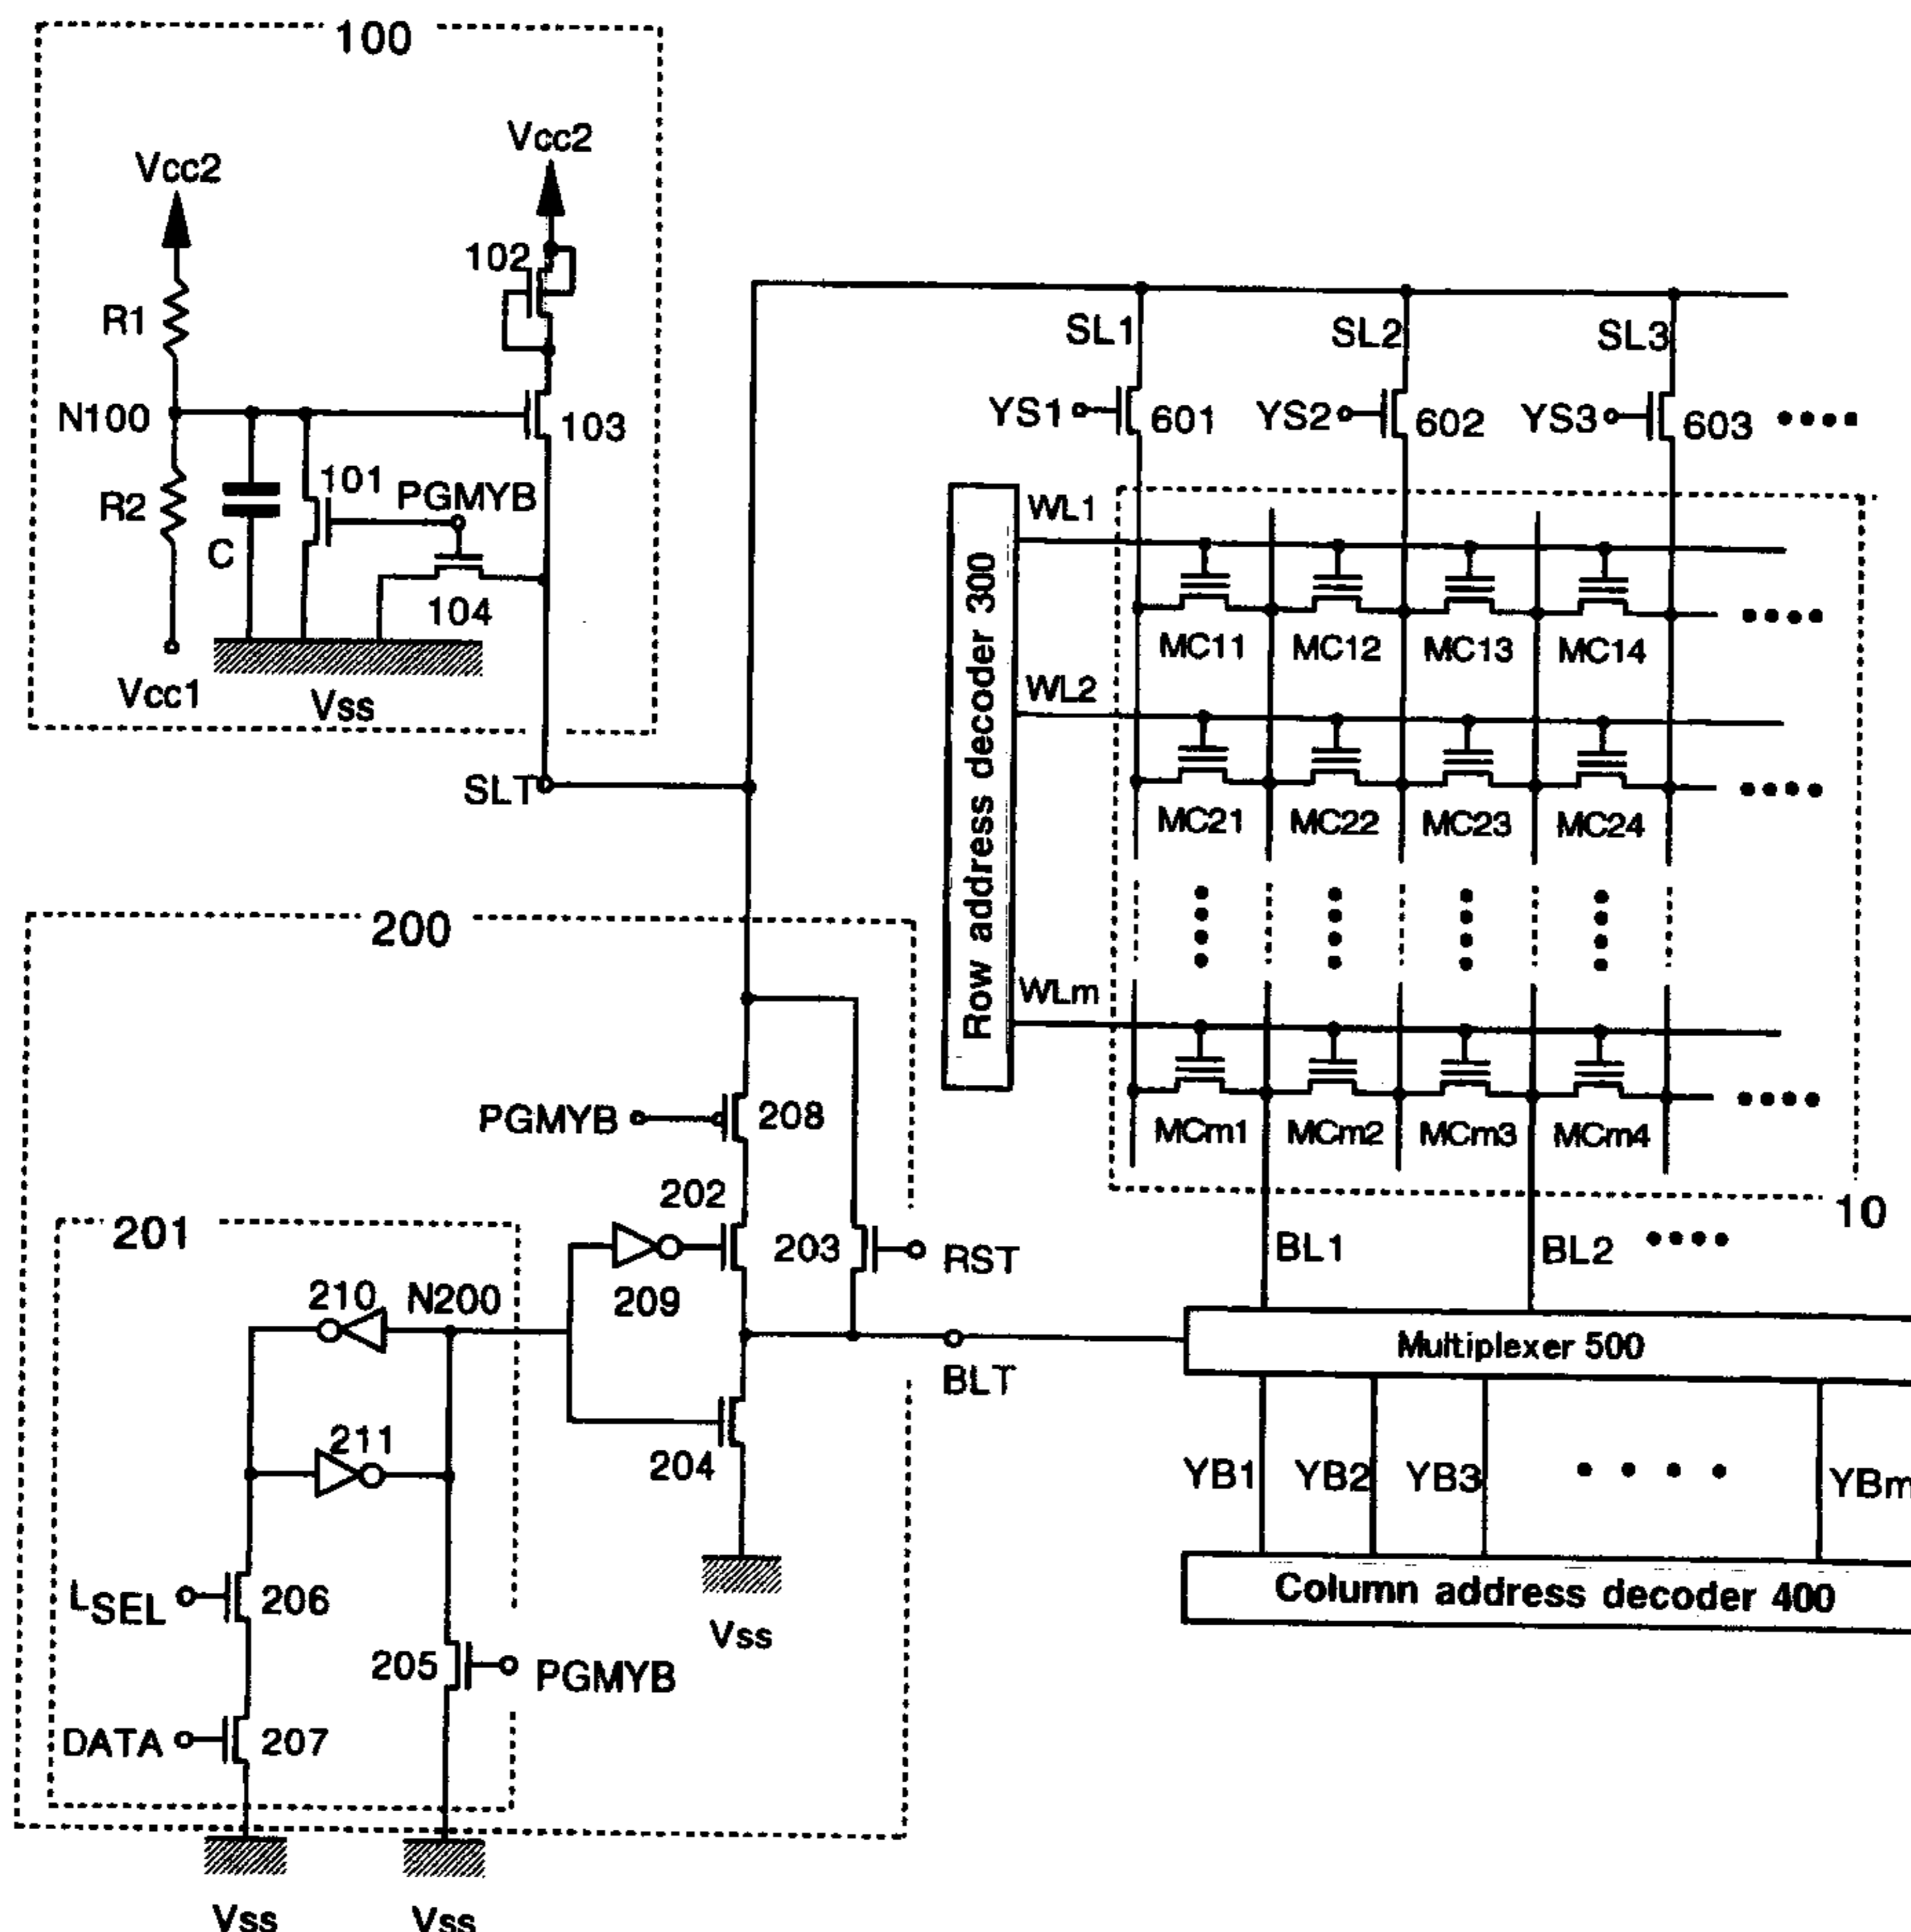 100
Vcc2
Vcc2
102
R1
N100
103
R2
101
PGMYB
C
104
Vcc1
Vss
SLT
SL1
SL2
SL3
YS1
601
YS2
602
YS3
603
Row address decoder 300
WL1
MC11
MC12
MC13
MC14
WL2
MC21
MC22
MC23
MC24
WLm
MCm1
MCm2
MCm3
MCm4
10
BL1
BL2
200
PGMYB
208
202
203
RST
209
201
210
N200
211
204
BLT
Vss
LSEL
206
205
PGMYB
DATA
207
Vss
Vss
Multiplexer 500
YB1
YB2
YB3
YBm
Column address decoder 400